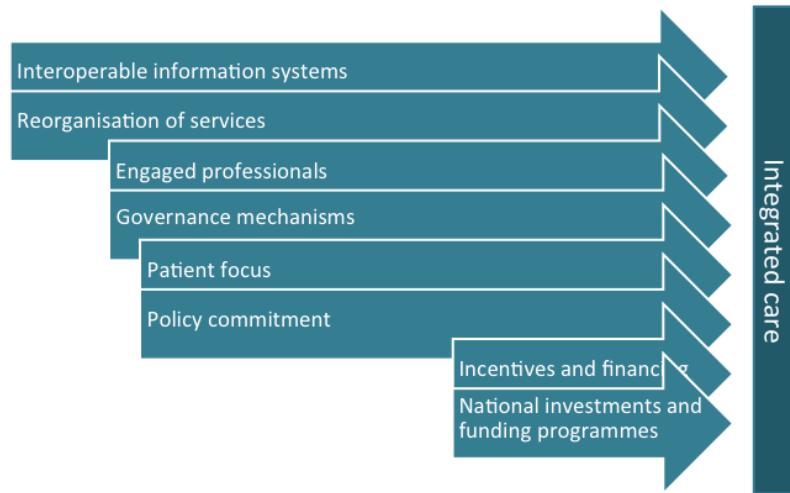 Interoperable information systems
Reorganisation of services
Engaged professionals
Governance mechanisms
Patient focus
Policy commitment
Incentives and financing
National investments and
funding programmes
Integrated care